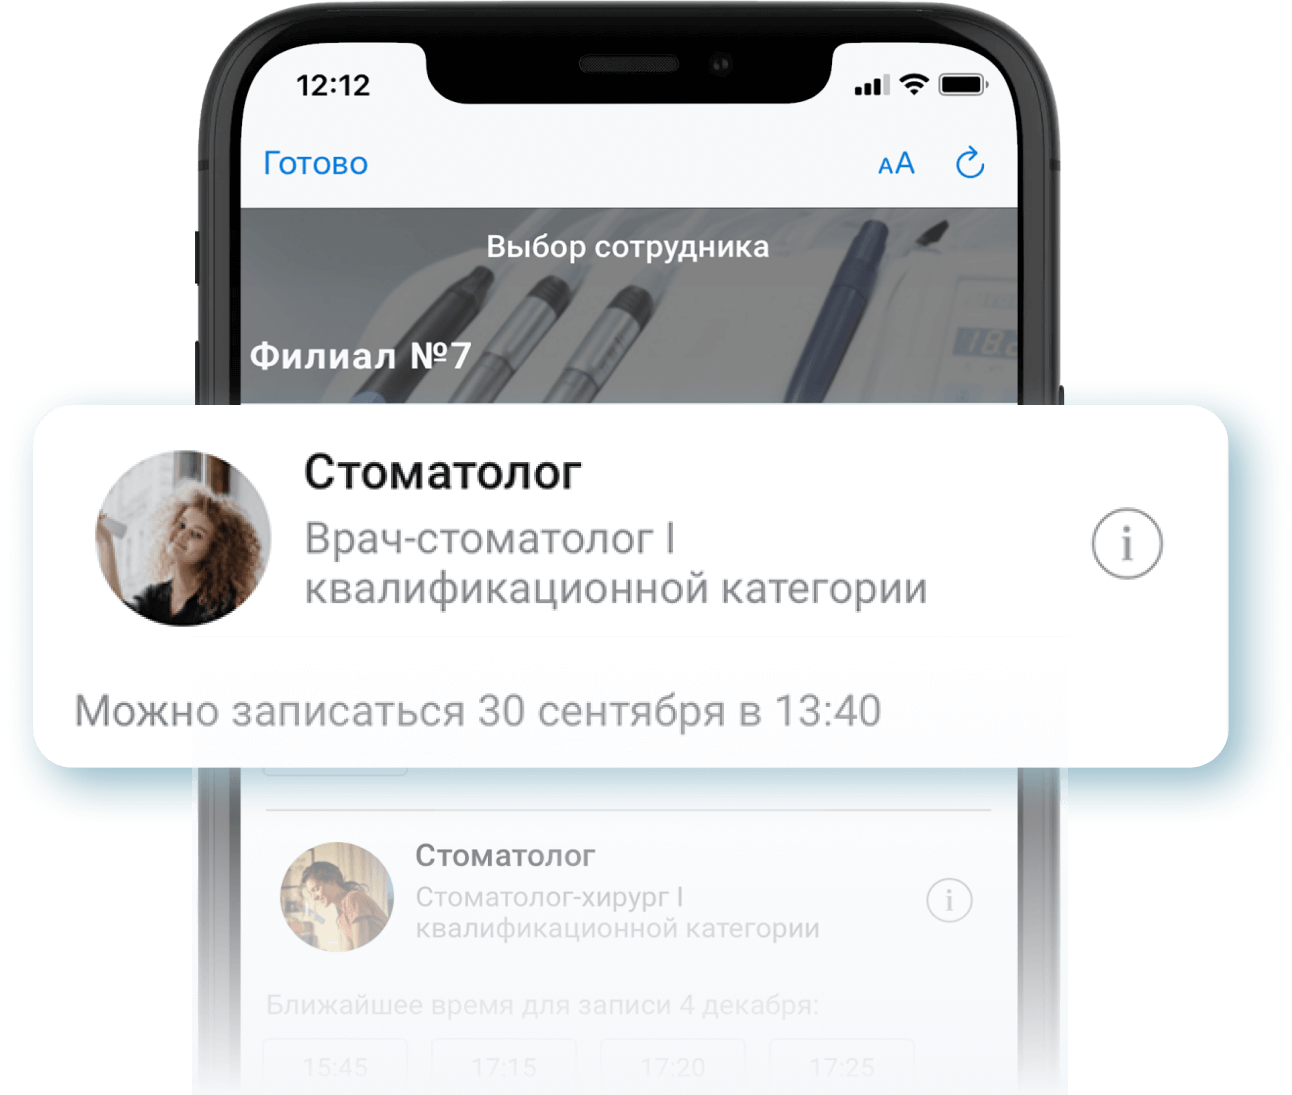 12:12
Готово
AA
Выбор сотрудника
Филиал №7
Стоматолог
Врач-стоматолог I
квалификационной категории
i
Можно записаться 30 сентября в 13:40
Стоматолог
Стоматолог-хирург I
квалификационной категории
i
Ближайшее время для записи 4 декабря:
15:45 17:15 17:20 17:25